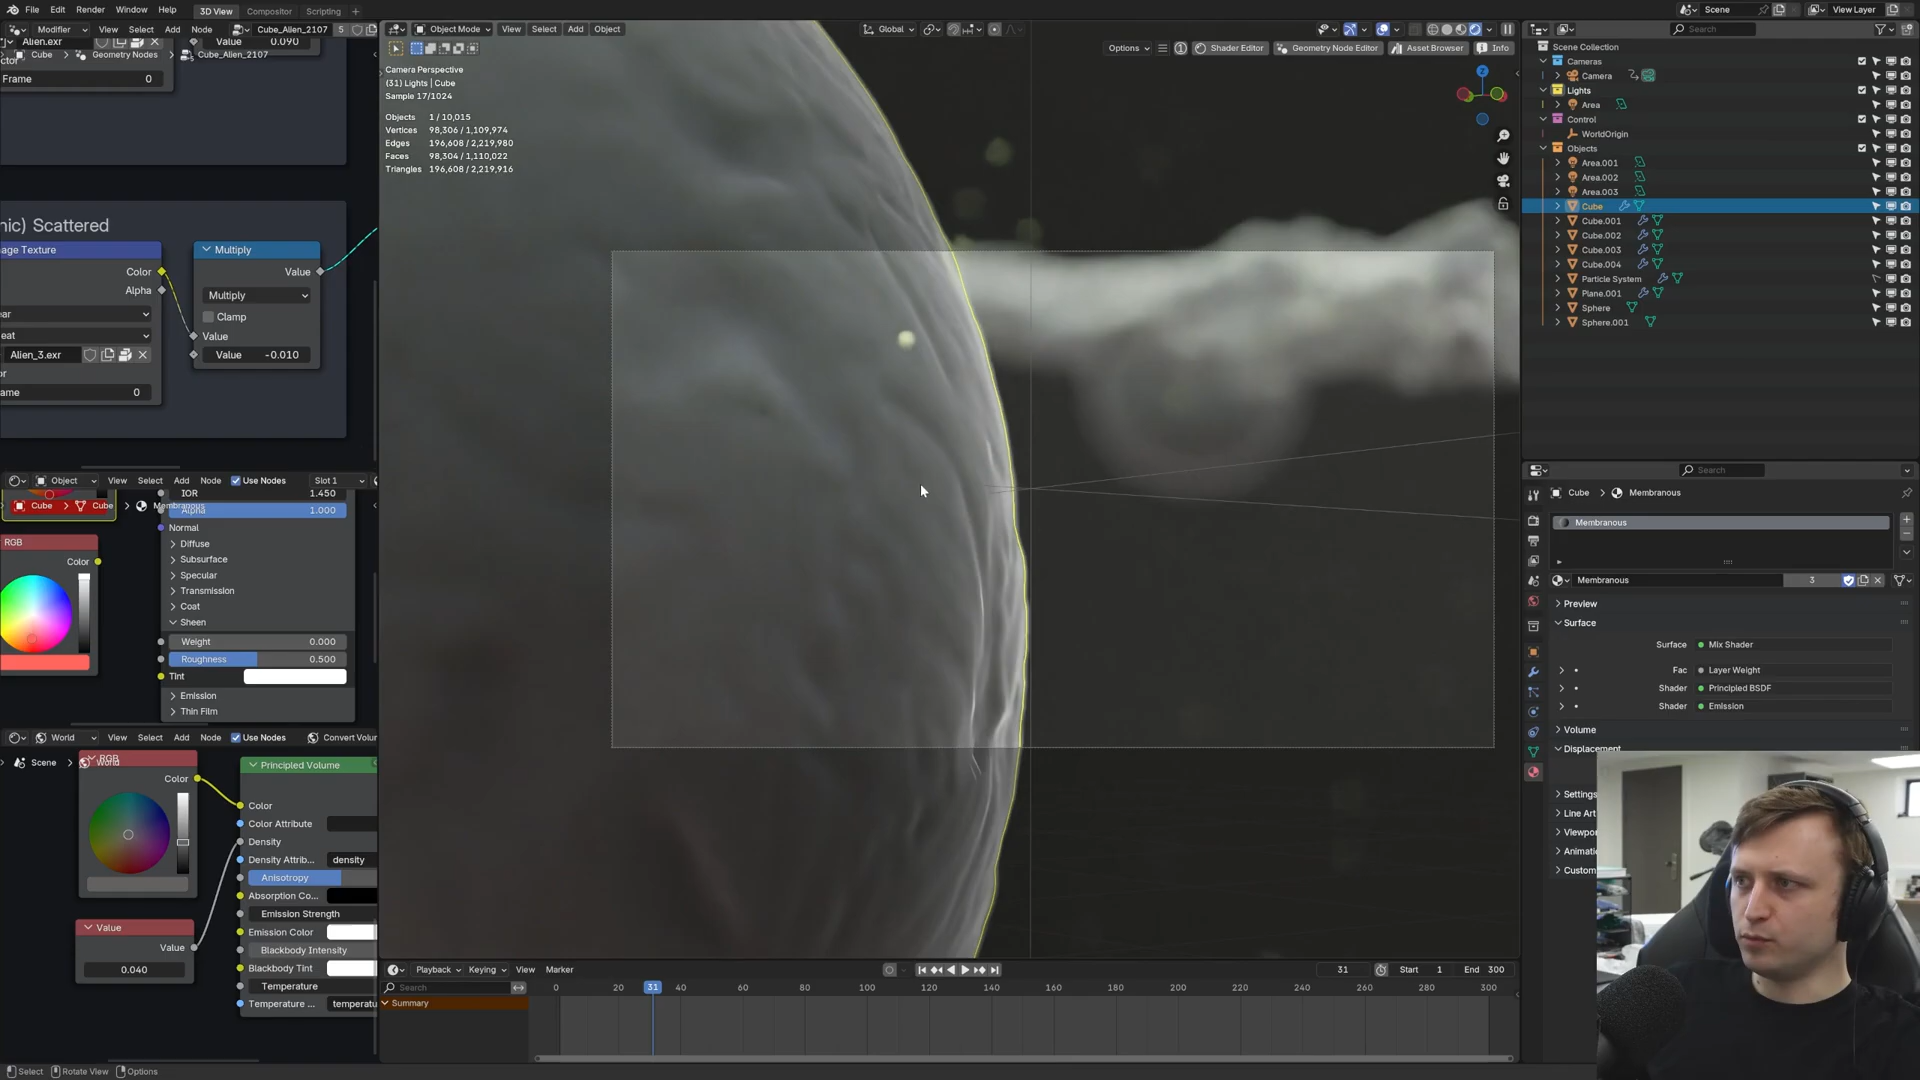 File Edit Render Window Help 3D View Compositor Scripting Scene View Layer
Modifier View Select Add Node Cube_Alien_2107 5
Alien.exr Value 0.090
Cube Geometry Nodes Cube_Alien_2107
Frame 0
nic) Scattered
age Texture
Color
Alpha
ear
eat
Alien_3.exr
or
ame 0
Multiply
Value
Multiply
Clamp
Value
Value -0.010
Object View Select Add Node Use Nodes Slot 1
IOR 1.450
Cube Cube Membranous
Alpha 1.000
Normal
Diffuse
Subsurface
Specular
Transmission
Coat
Sheen
Weight 0.000
Roughness 0.500
Tint
Emission
Thin Film
RGB
Color
World View Select Add Node Use Nodes Convert Volu
Scene World
RGB
Color
Value
Value
0.040
Principled Volume
Color
Color Attribute
Density
Density Attrib... density
Anisotropy
Absorption Co...
Emission Strength
Emission Color
Blackbody Intensity
Blackbody Tint
Temperature
Temperature ... temperatu
Object Mode View Select Add Object Global
Options Shader Editor Geometry Node Editor Asset Browser Info
Camera Perspective
(31) Lights | Cube
Sample 17/1024
Objects 1 / 10,015
Vertices 98,306 / 1,109,974
Edges 196,608 / 2,219,980
Faces 98,304 / 1,110,022
Triangles 196,608 / 2,219,916
Z
Playback Keying View Marker 31 Start 1 End 300
Search 0 20 31 40 60 80 100 120 140 160 180 200 220 240 260 280 300
Summary
Search
Scene Collection
Cameras
Camera
Lights
Area
Control
WorldOrigin
Objects
Area.001
Area.002
Area.003
Cube
Cube.001
Cube.002
Cube.003
Cube.004
Particle System
Plane.001
Sphere
Sphere.001
Search
Cube Membranous
Membranous
Membranous 3
Preview
Surface
Surface Mix Shader
Fac Layer Weight
Shader Principled BSDF
Shader Emission
Volume
Displacement
Settings
Line Art
Viewpor
Animati
Custom
Select Rotate View Options